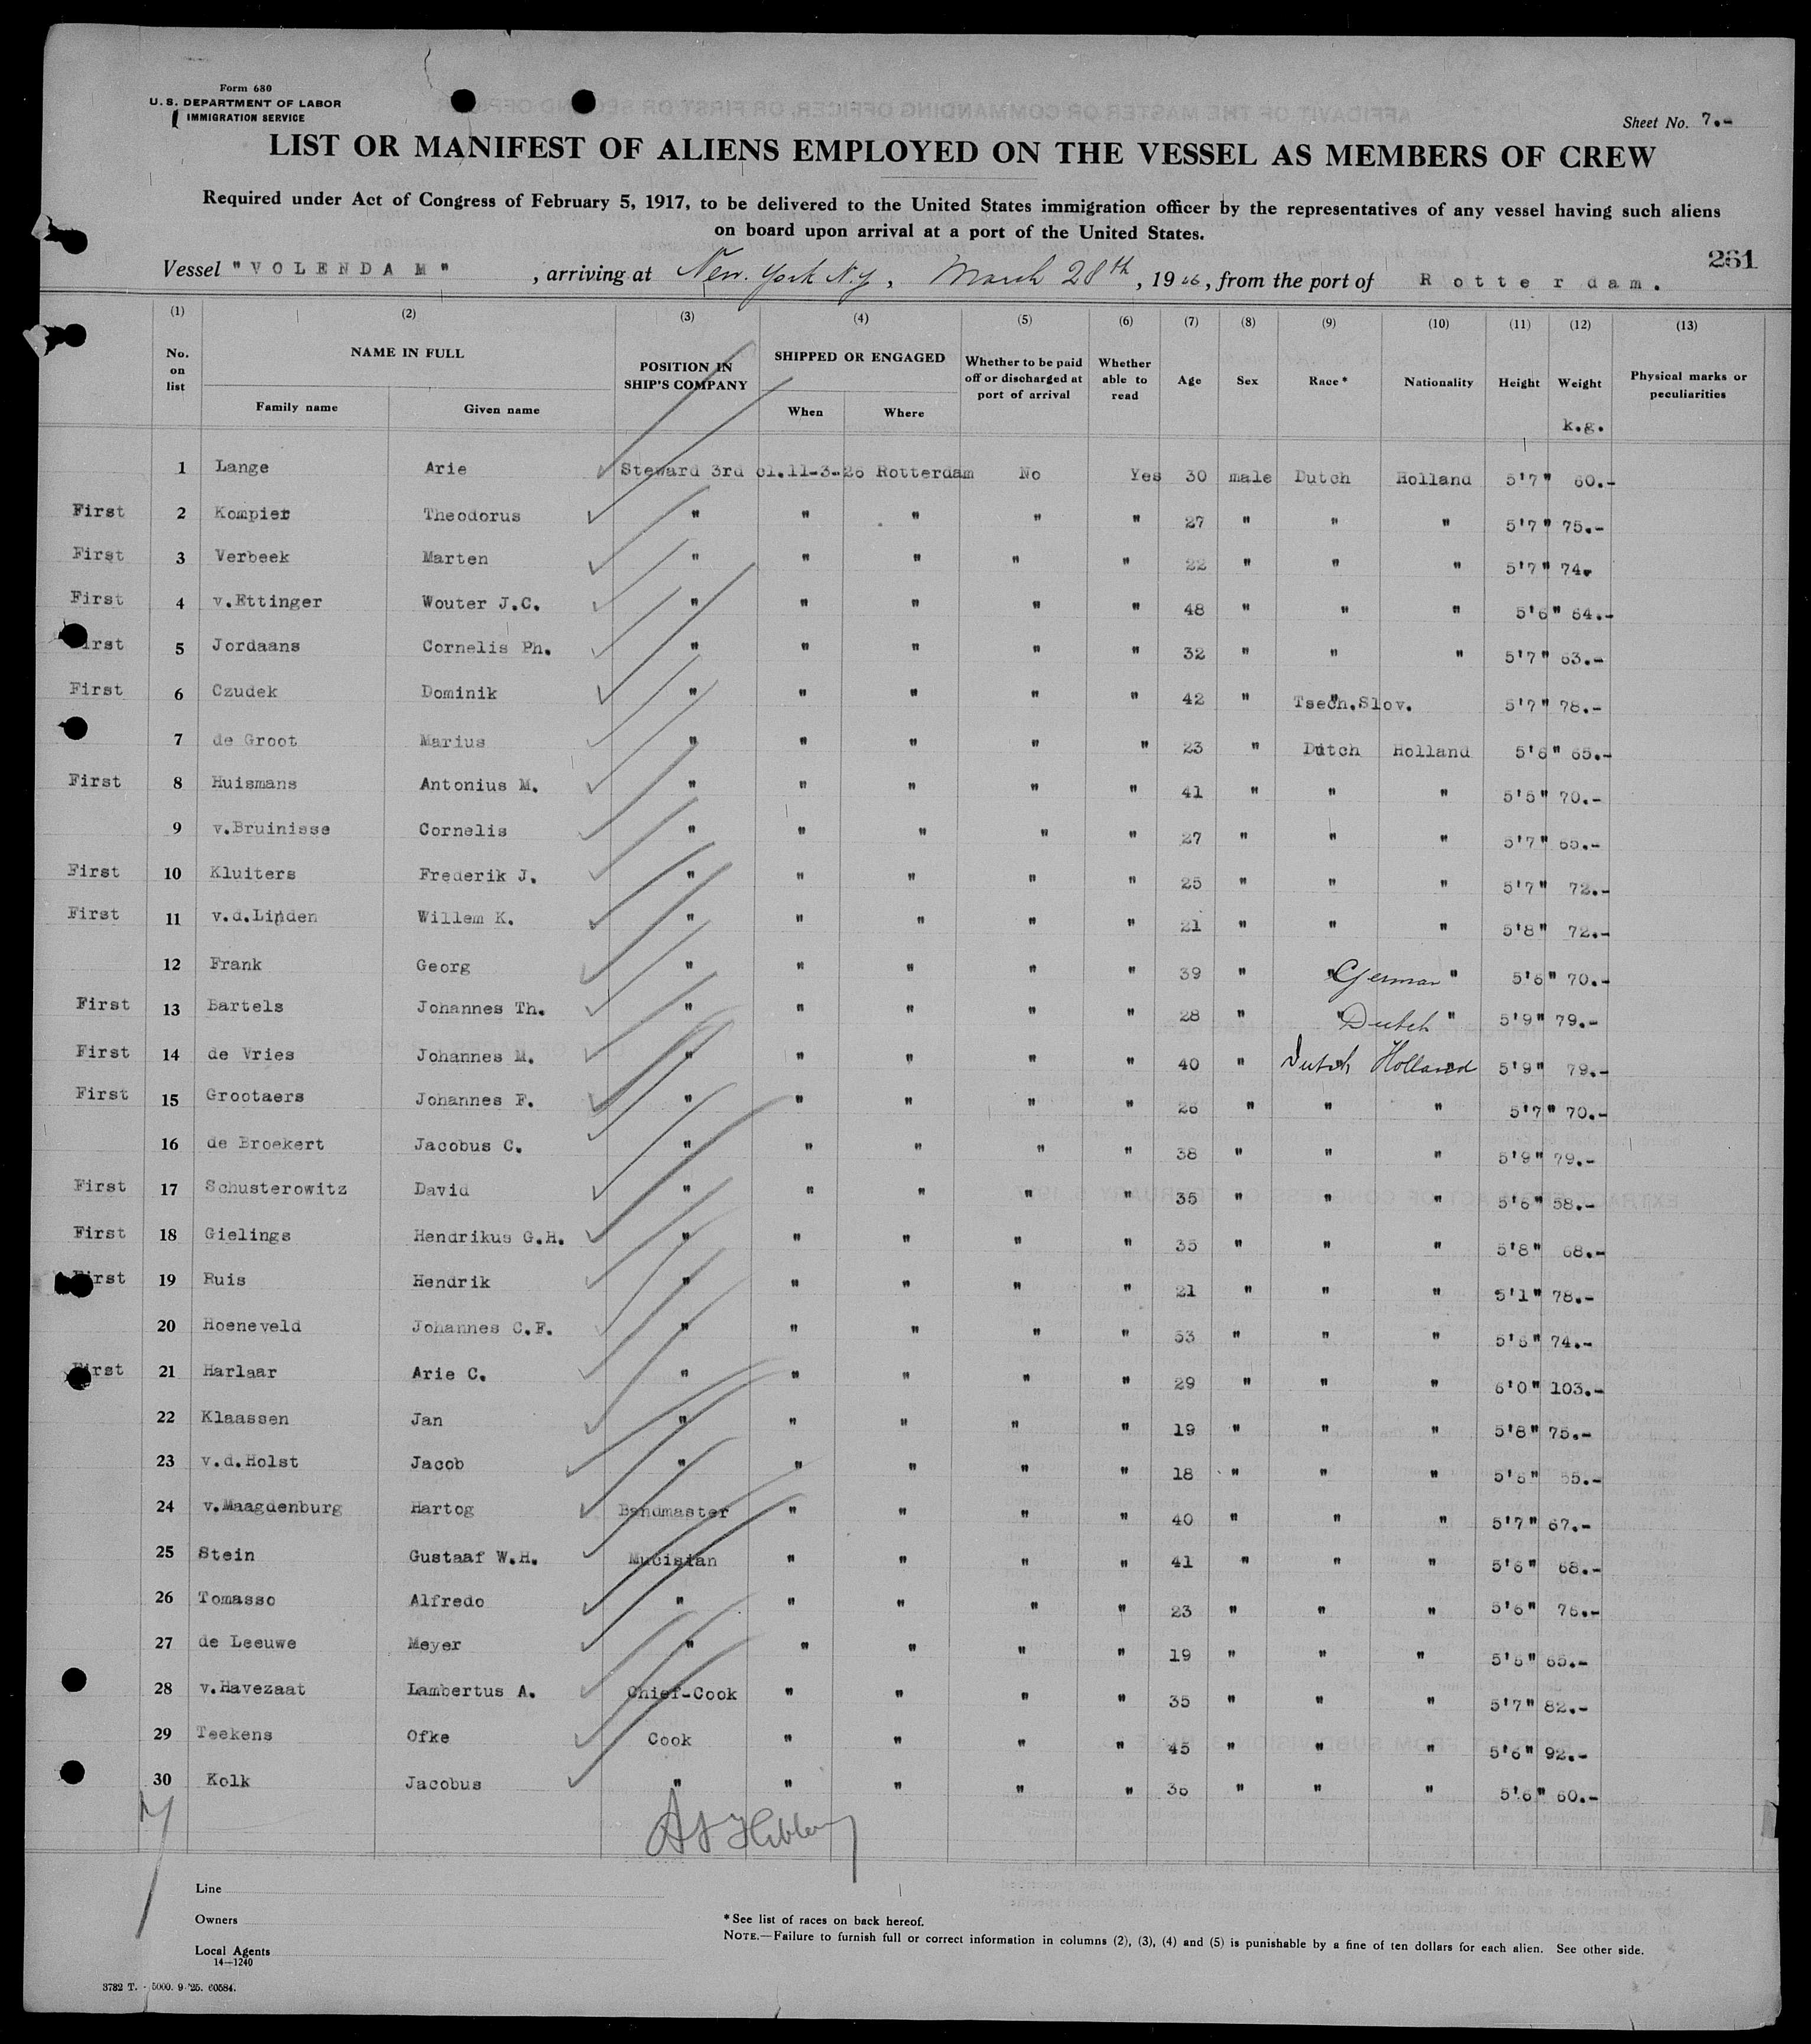 Form 680
U. S. DEPARTMENT OF LABOR
IMMIGRATION SERVICE
Sheet No. 7.-
LIST OR MANIFEST OF ALIENS EMPLOYED ON THE VESSEL AS MEMBERS OF CREW
Required under Act of Congress of February 5, 1917, to be delivered to the United States immigration officer by the representatives of any vessel having such aliens
on board upon arrival at a port of the United States.
261
Vessel "VOLENDAM" , arriving at New York N.Y., March 28th , 1926, from the port of Rotterdam.
(1) (2) (3) (4) (5) (6) (7) (8) (9) (10) (11) (12) (13)
No. on list NAME IN FULL Family name Given name POSITION IN SHIP'S COMPANY SHIPPED OR ENGAGED When Where Whether to be paid off or discharged at port of arrival Whether able to read Age Sex Race* Nationality Height Weight k.g. Physical marks or peculiarities
1 Lange Arie Steward 3rd cl. 11-3-26 Rotterdam No Yes 30 male Dutch Holland 5'7" 60.-
First 2 Kompier Theodorus " " " " " 27 " " " 5'7" 75.-
First 3 Verbeek Marten " " " " " 22 " " " 5'7" 74.-
First 4 v.Ettinger Wouter J.C. " " " " " 48 " " " 5'6" 64.-
First 5 Jordaans Cornelis Ph. " " " " " 32 " " " 5'7" 63.-
First 6 Czudek Dominik " " " " " 42 " Tsech.Slov. 5'7" 78.-
7 de Groot Marius " " " " " 23 " Dutch Holland 5'6" 65.-
First 8 Huismans Antonius M. " " " " " 41 " " " 5'5" 70.-
9 v.Bruinisse Cornelis " " " " " 27 " " " 5'7" 65.-
First 10 Kluiters Frederik J. " " " " " 25 " " " 5'7" 72.-
First 11 v.d.Linden Willem K. " " " " " 21 " " " 5'8" 72.-
12 Frank Georg " " " " " 39 " German " 5'6" 70.-
First 13 Bartels Johannes Th. " " " " " 28 " Dutch " 5'9" 79.-
First 14 de Vries Johannes M. " " " " " 40 " Dutch Holland 5'9" 79.-
First 15 Grootaers Johannes F. " " " " " 26 " " " 5'7" 70.-
16 de Broekert Jacobus C. " " " " " 38 " " " 5'9" 79.-
First 17 Schusterowitz David " " " " " 35 " " " 5'6" 58.-
First 18 Gielings Hendrikus G.H. " " " " " 35 " " " 5'8" 68.-
First 19 Ruis Hendrik " " " " " 21 " " " 5'1" 78.-
20 Hoeneveld Johannes C.F. " " " " " 53 " " " 5'5" 74.-
First 21 Harlaar Arie C. " " " " " 29 " " " 6'0" 103.-
22 Klaassen Jan " " " " " 19 " " " 5'8" 75.-
23 v.d.Holst Jacob " " " " " 18 " " " 5'6" 55.-
24 v.Maagdenburg Hartog Bandmaster " " " " 40 " " " 5'7" 67.-
25 Stein Gustaaf W.H. Mucisian " " " " 41 " " " 5'6" 68.-
26 Tomasso Alfredo " " " " " 23 " " " 5'6" 76.-
27 de Leeuwe Meyer " " " " " 19 " " " 5'5" 65.-
28 v.Havezaat Lambertus A. Chief-Cook " " " " 35 " " " 5'7" 82.-
29 Teekens Ofke Cook " " " " 45 " " " 5'6" 92.-
30 Kolk Jacobus " " " " " 36 " " " 5'6" 60.-
Line
Owners
Local Agents
14—1240
*See list of races on back hereof.
NOTE.—Failure to furnish full or correct information in columns (2), (3), (4) and (5) is punishable by a fine of ten dollars for each alien. See other side.
3782 T. - 5000. 9-'25. 60584.